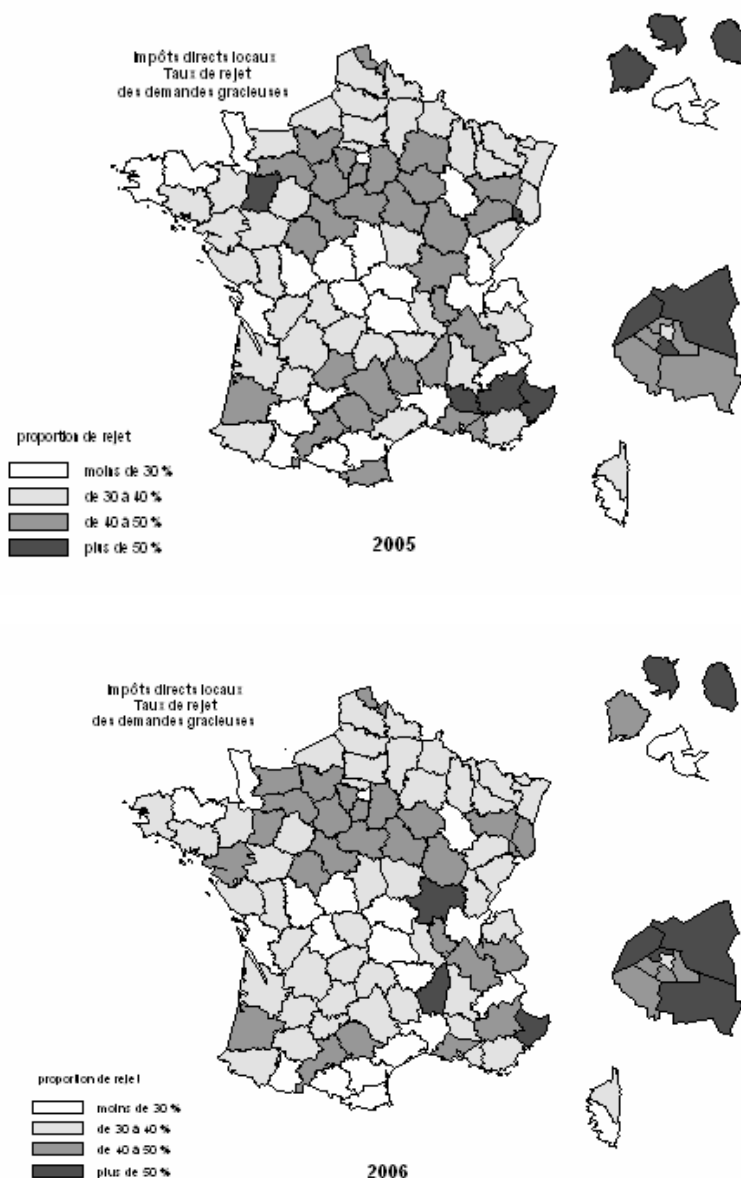 Impôts directs locaux
Taux de rejet
des demandes gracieuses
proportion de rejet
moins de 30 %
de 30 à 40 %
de 40 à 50 %
plus de 50 %
2005
Impôts directs locaux
Taux de rejet
des demandes gracieuses
proportion de rejet
moins de 30 %
de 30 à 40 %
de 40 à 50 %
plus de 50 %
2006